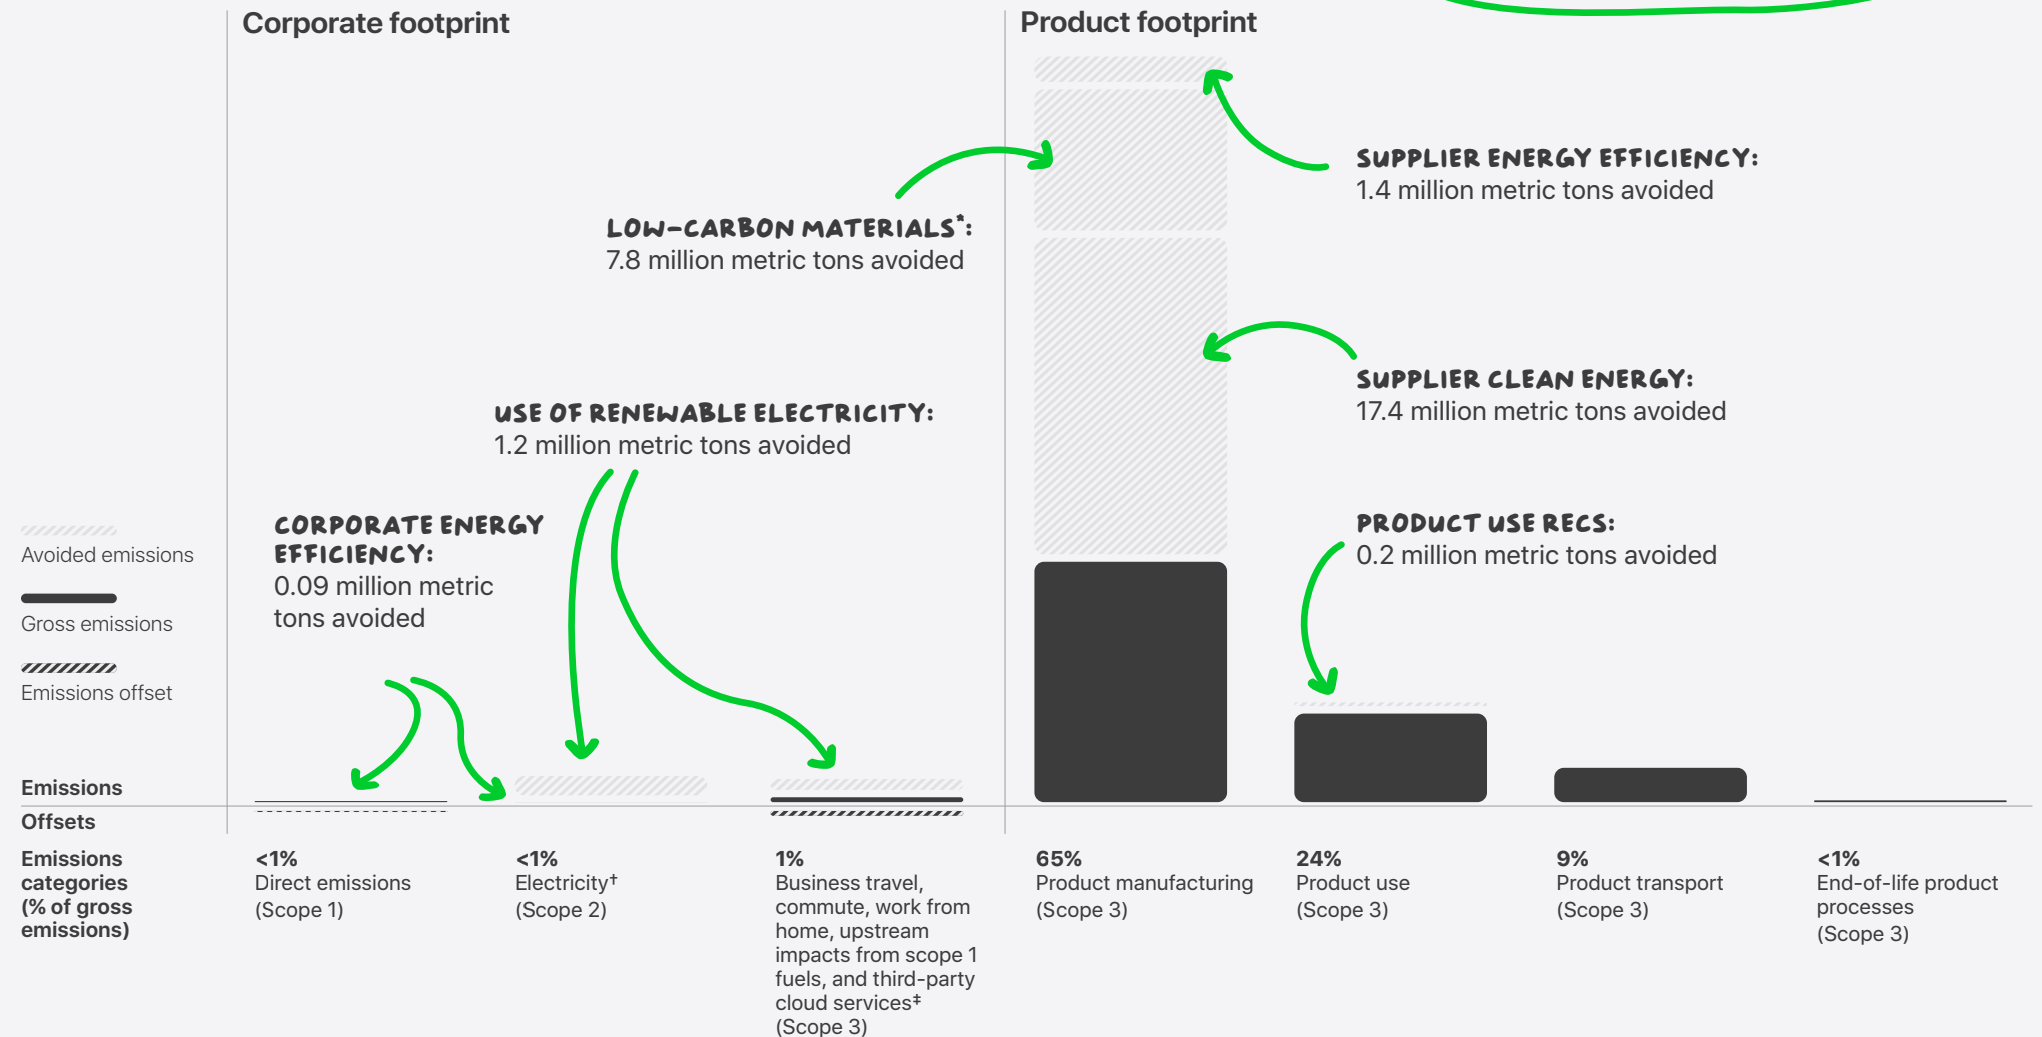 Corporate footprint
Product footprint
SUPPLIER ENERGY EFFICIENCY:
1.4 million metric tons avoided
LOW-CARBON MATERIALS*:
7.8 million metric tons avoided
SUPPLIER CLEAN ENERGY:
17.4 million metric tons avoided
USE OF RENEWABLE ELECTRICITY:
1.2 million metric tons avoided
CORPORATE ENERGY
EFFICIENCY:
0.09 million metric
tons avoided
PRODUCT USE RECS:
0.2 million metric tons avoided
Avoided emissions
Gross emissions
Emissions offset
Emissions
Offsets
Emissions
categories
(% of gross
emissions)
<1%
Direct emissions
(Scope 1)
<1%
Electricity†
(Scope 2)
1%
Business travel,
commute, work from
home, upstream
impacts from scope 1
fuels, and third-party
cloud services‡
(Scope 3)
65%
Product manufacturing
(Scope 3)
24%
Product use
(Scope 3)
9%
Product transport
(Scope 3)
<1%
End-of-life product
processes
(Scope 3)